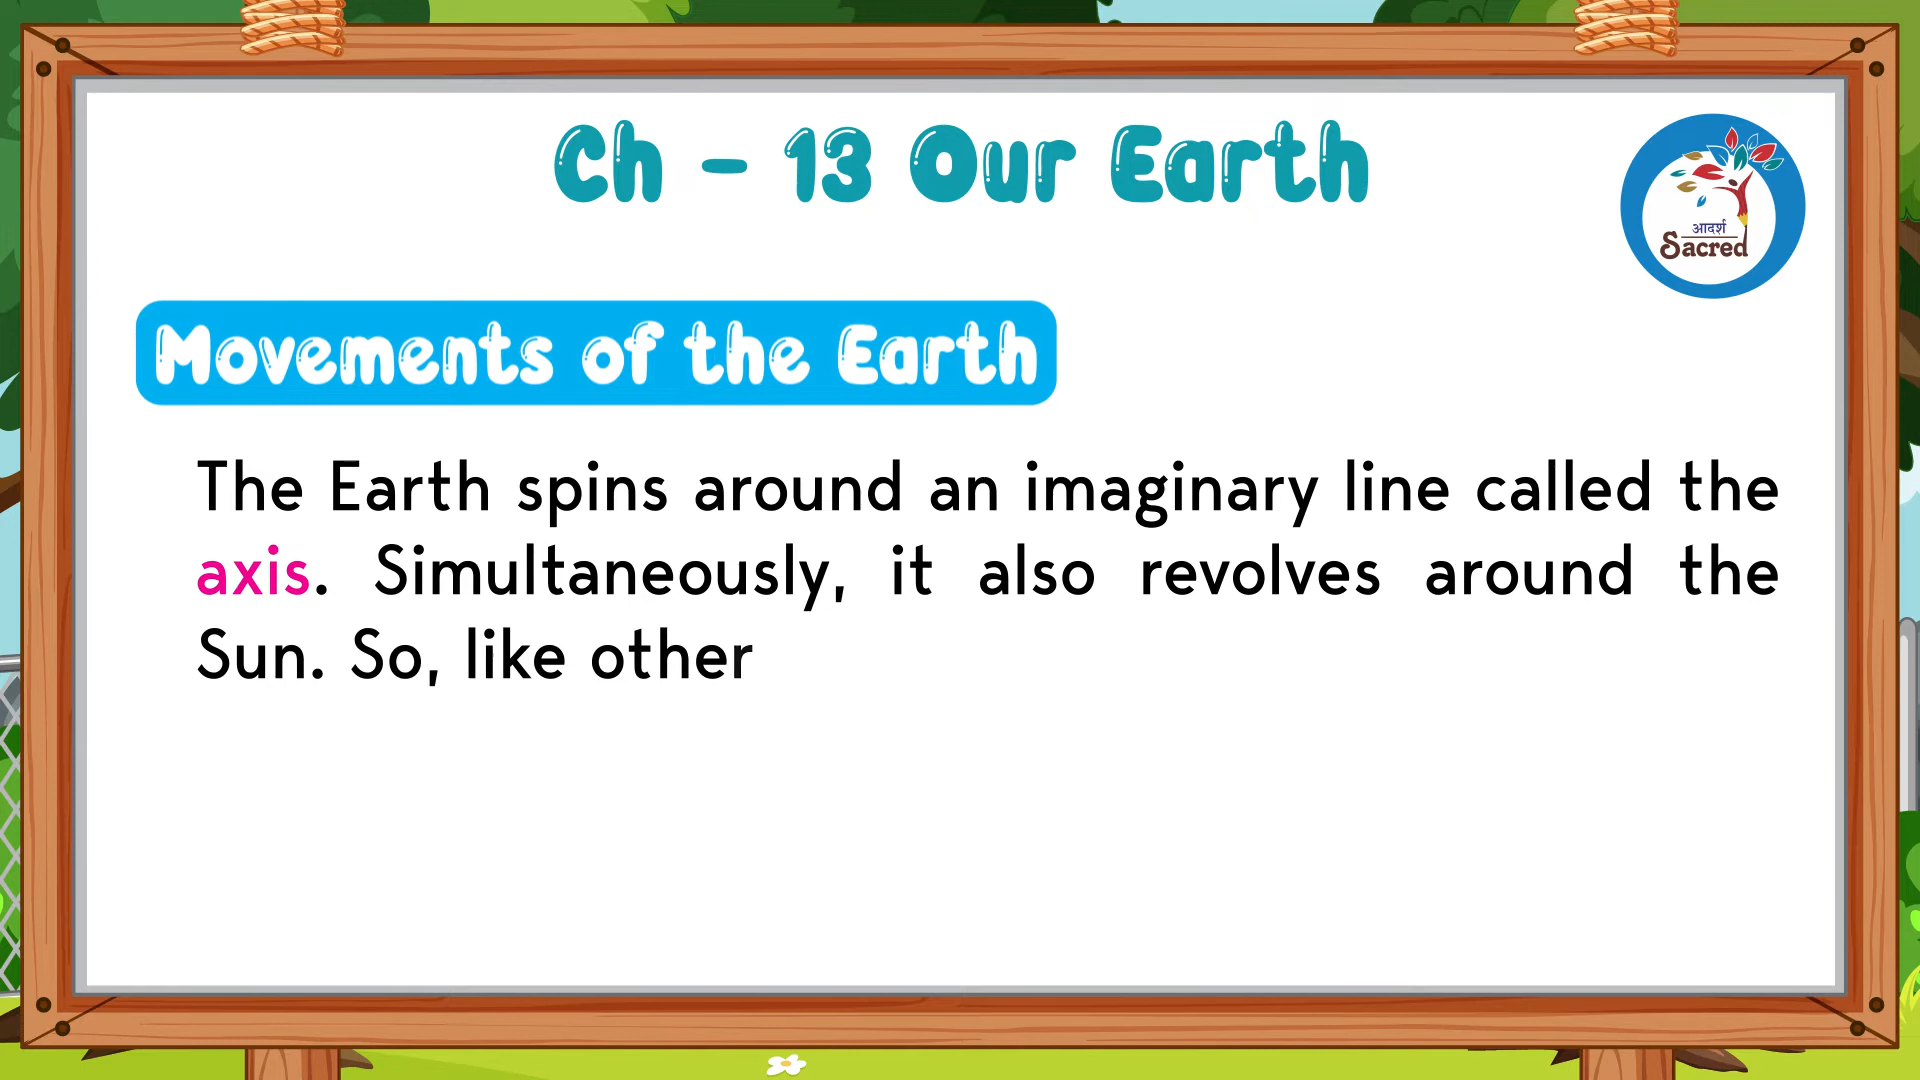 Ch - 13 Our Earth
आदर्श
Sacred
Movements of the Earth
The Earth spins around an imaginary line called the
axis. Simultaneously, it also revolves around the
Sun. So, like other